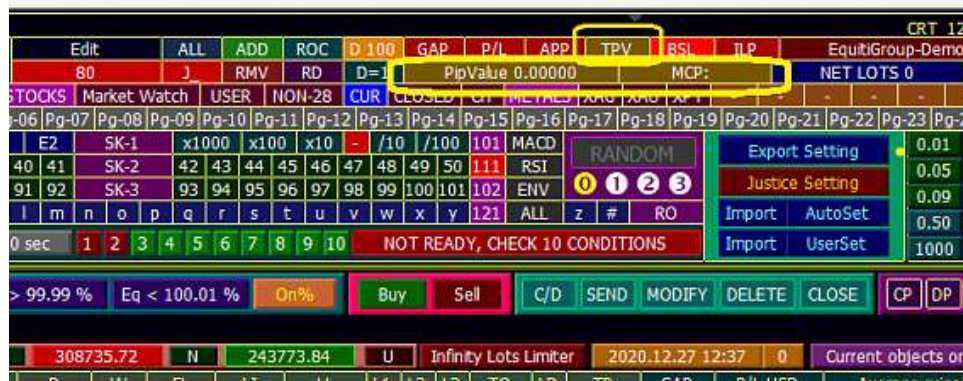 CRT 12
Edit ALL ADD ROC D 100 GAP P/L APP TPV BSL ILP EquitiGroup-Demo
80 J_ RMV RD D=1 PipValue 0.00000 MCP: NET LOTS 0
STOCKS Market Watch USER NON-28 CUR CLOSED METALS XAG XAU XPT - - - - -
-06 Pg-07 Pg-08 Pg-09 Pg-10 Pg-11 Pg-12 Pg-13 Pg-14 Pg-15 Pg-16 Pg-17 Pg-18 Pg-19 Pg-20 Pg-21 Pg-22 Pg-23 Pg-2
E2 SK-1 x1000 x100 x10 - /10 /100 101 MACD RANDOM Export Setting 0.01
40 41 SK-2 42 43 44 45 46 47 48 49 50 111 RSI 0.05
91 92 SK-3 93 94 95 96 97 98 99 100 101 102 ENV 0 1 2 3 Justice Setting 0.09
l m n o p q r s t u v w x y 121 ALL z # RO Import AutoSet 0.50
0 sec 1 2 3 4 5 6 7 8 9 10 NOT READY, CHECK 10 CONDITIONS Import UserSet 1000
> 99.99 % Eq < 100.01 % On% Buy Sell C/D SEND MODIFY DELETE CLOSE CP DP
308735.72 N 243773.84 U Infinity Lots Limiter 2020.12.27 12:37 0 Current objects or